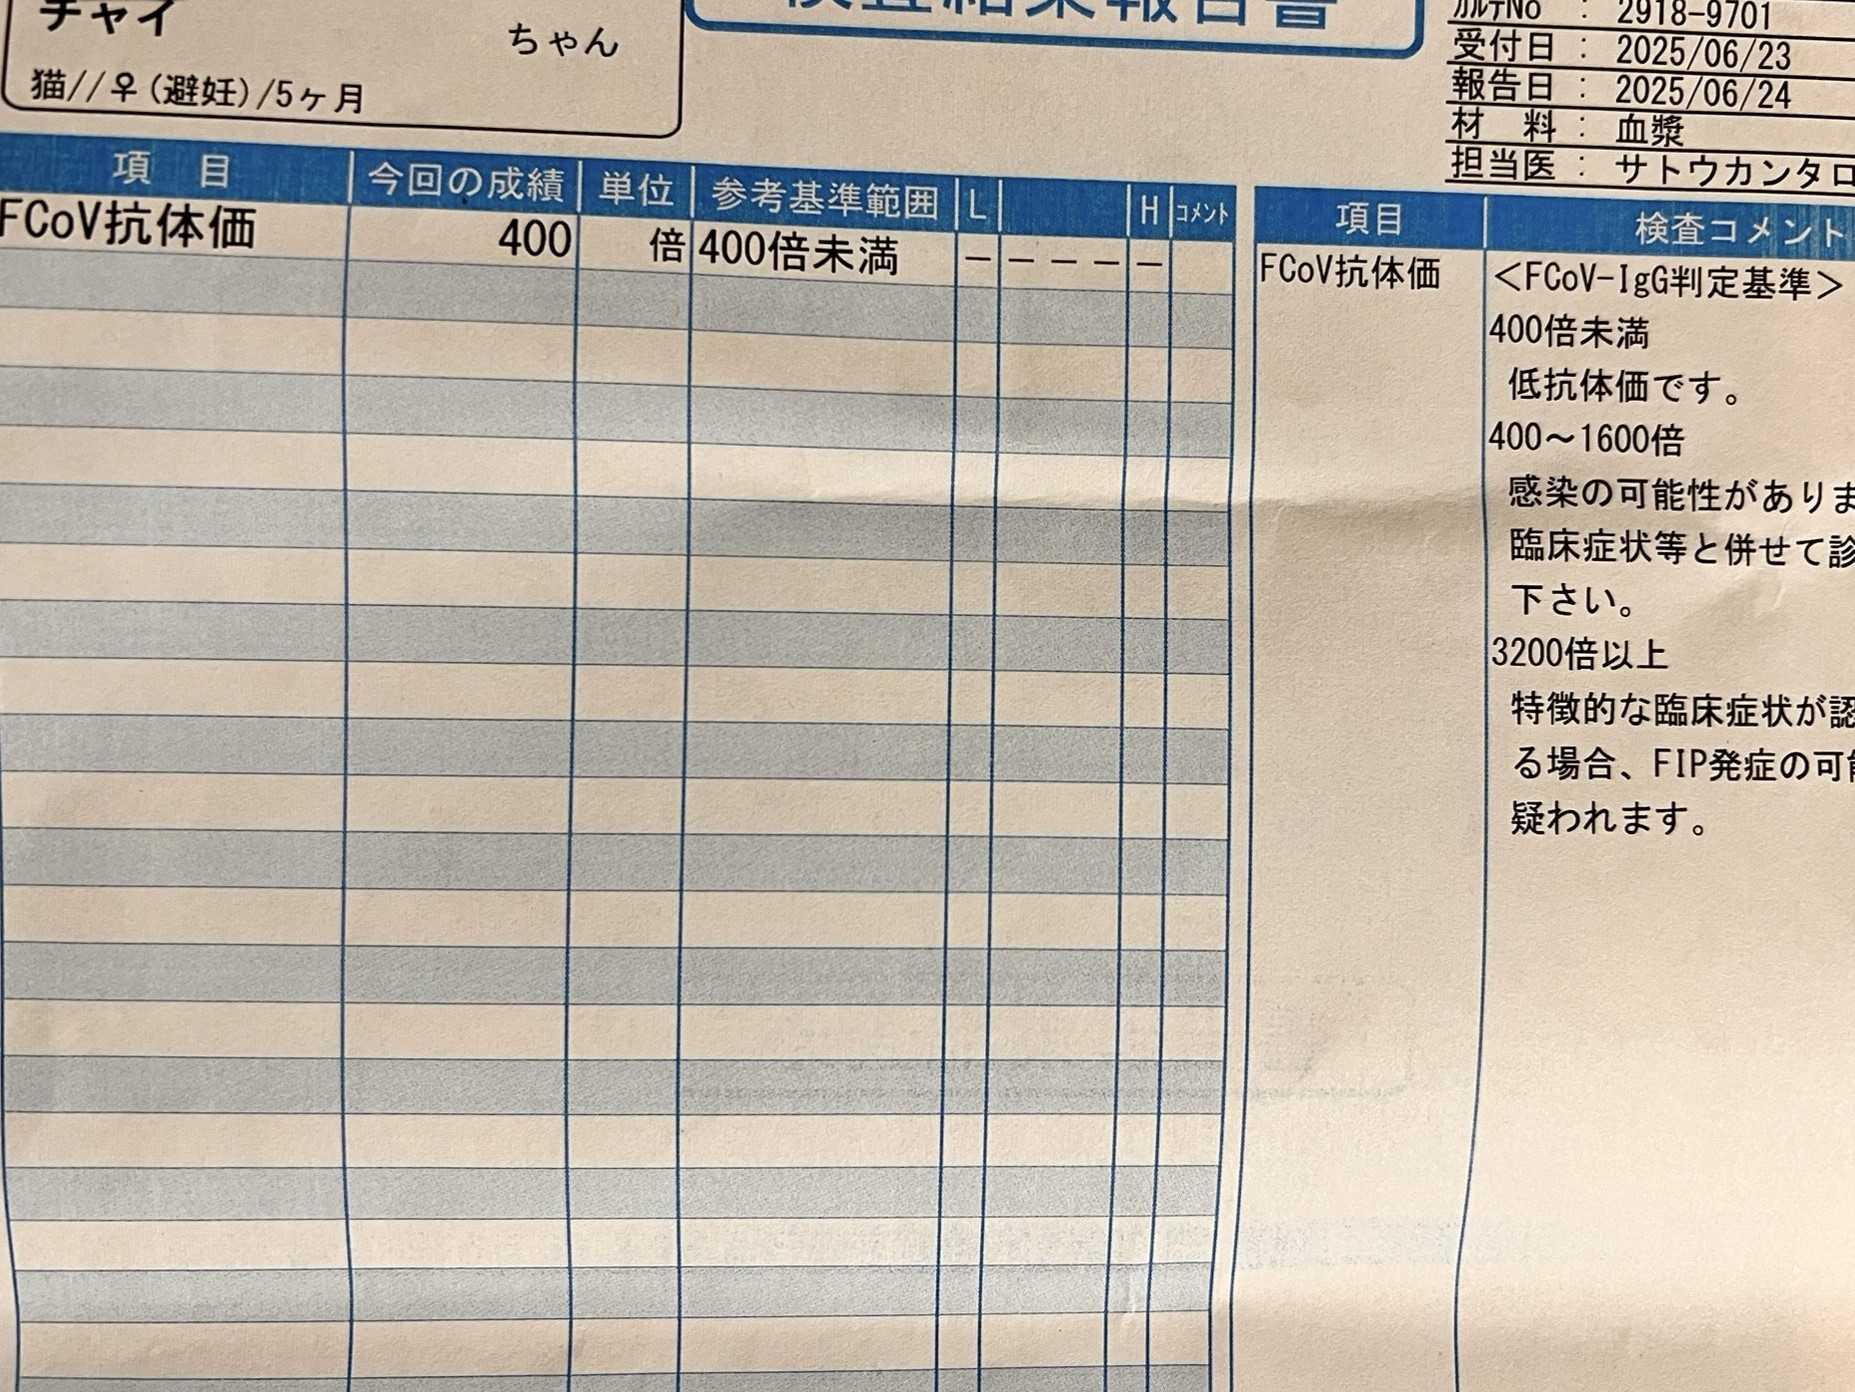 チャイ
ちゃん
猫//♀(避妊)/5ヶ月
検査結果報告書
ｶﾙﾃNo : 2918-9701
受付日 : 2025/06/23
報告日 : 2025/06/24
材 料 : 血漿
担当医 : サトウカンタロ
項 目 今回の成績 単位 参考基準範囲 L H ｺﾒﾝﾄ
FCoV抗体価 400 倍 400倍未満 － － － － －
項目 検査コメント
FCoV抗体価 <FCoV-IgG判定基準>
400倍未満
低抗体価です。
400～1600倍
感染の可能性がありま
臨床症状等と併せて診
下さい。
3200倍以上
特徴的な臨床症状が認
る場合、FIP発症の可能
疑われます。